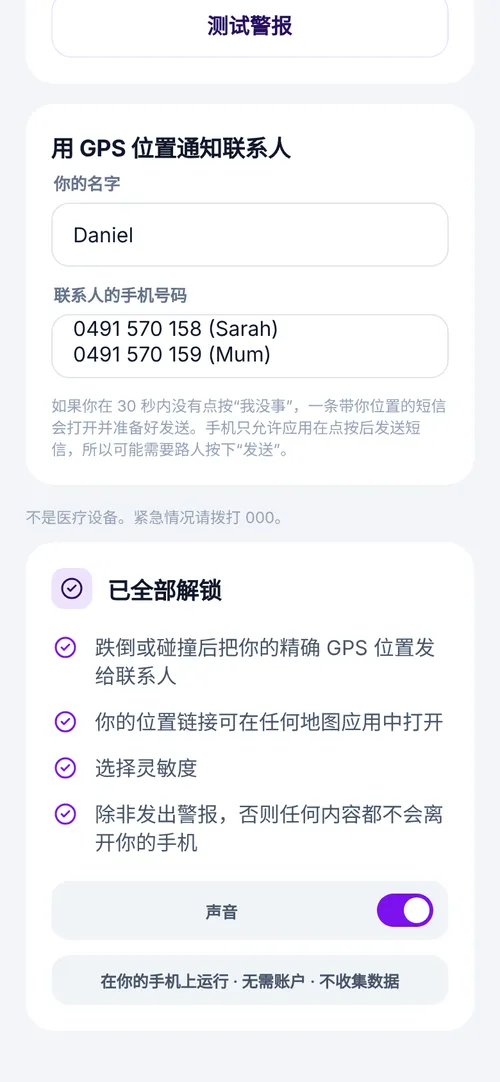 测试警报
用 GPS 位置通知联系人
你的名字
Daniel
联系人的手机号码
0491 570 158 (Sarah)
0491 570 159 (Mum)
如果你在 30 秒内没有点按“我没事”，一条带你位置的短信
会打开并准备好发送。手机只允许应用在点按后发送短
信，所以可能需要路人按下“发送”。
不是医疗设备。紧急情况请拨打 000。
已全部解锁
跌倒或碰撞后把你的精确 GPS 位置发
给联系人
你的位置链接可在任何地图应用中打开
选择灵敏度
除非发出警报，否则任何内容都不会离
开你的手机
声音
在你的手机上运行 · 无需账户 · 不收集数据